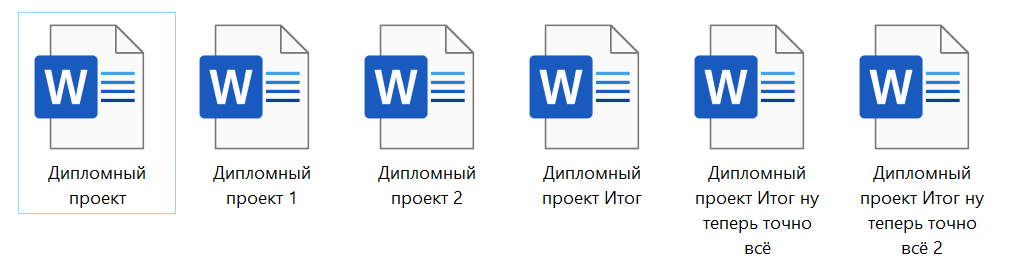 W
W
W
W
W
W
Дипломный
проект
Дипломный
проект 1
Дипломный
проект 2
Дипломный
проект Итог
Дипломный
проект Итог ну
теперь точно
всё
Дипломный
проект Итог ну
теперь точно
всё 2